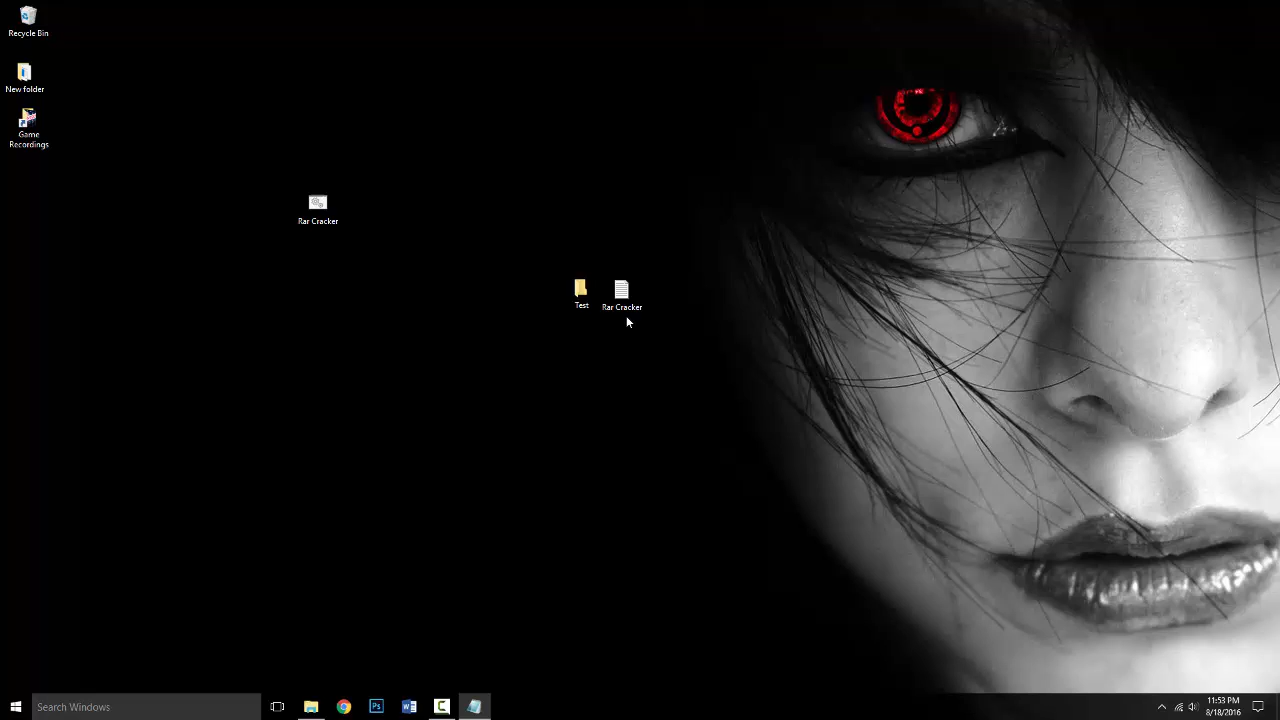 Recycle Bin
New folder
Game
Recordings
Rar Cracker
Test
Rar Cracker
Search Windows
Ps
W
C
11:53 PM
8/18/2016